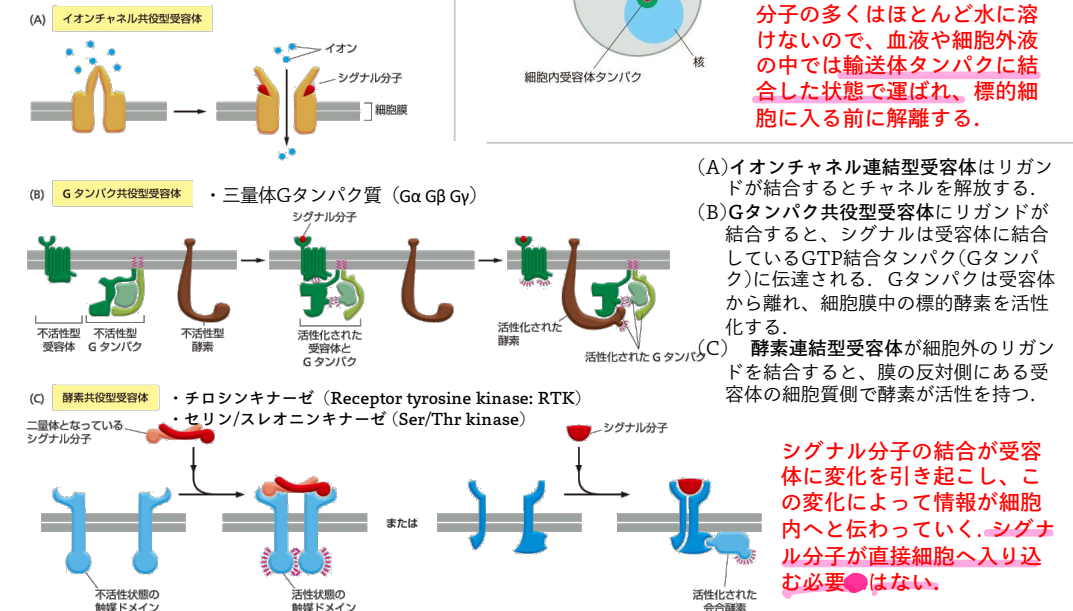 (A) イオンチャネル共役型受容体
イオン
シグナル分子
細胞膜
細胞内受容体タンパク
核
分子の多くはほとんど水に溶
けないので、血液や細胞外液
の中では輸送体タンパクに結
合した状態で運ばれ、標的細
胞に入る前に解離する.
(B) G タンパク共役型受容体
・三量体Gタンパク質（Gα Gβ Gγ）
シグナル分子
不活性型
受容体
不活性型
G タンパク
不活性型
酵素
活性化された
受容体と
G タンパク
活性化された
酵素
活性化された G タンパク
(A)イオンチャネル連結型受容体はリガン
ドが結合するとチャネルを解放する.
(B)Gタンパク共役型受容体にリガンドが
結合すると、シグナルは受容体に結合
しているGTP結合タンパク(Gタンパ
ク)に伝達される. Gタンパクは受容体
から離れ、細胞膜中の標的酵素を活性
化する.
(C) 酵素連結型受容体が細胞外のリガン
ドを結合すると、膜の反対側にある受
容体の細胞質側で酵素が活性を持つ.
(C) 酵素共役型受容体
・チロシンキナーゼ（Receptor tyrosine kinase: RTK）
・セリン/スレオニンキナーゼ (Ser/Thr kinase）
二量体となっている
シグナル分子
シグナル分子
または
不活性状態の
触媒ドメイン
活性状態の
触媒ドメイン
活性化された
会合酵素
シグナル分子の結合が受容
体に変化を引き起こし、こ
の変化によって情報が細胞
内へと伝わっていく. シグナ
ル分子が直接細胞へ入り込
む必要はない.